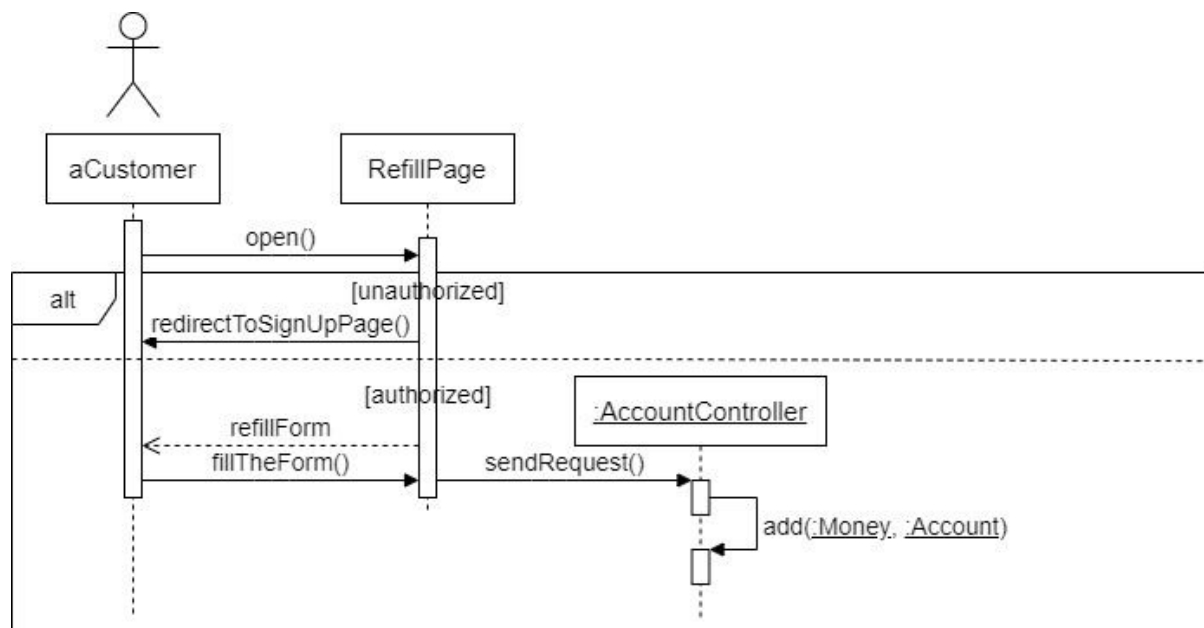 aCustomer
RefillPage
open()
alt
[unauthorized]
redirectToSignUpPage()
[authorized]
:AccountController
refillForm
fillTheForm()
sendRequest()
add(:Money, :Account)